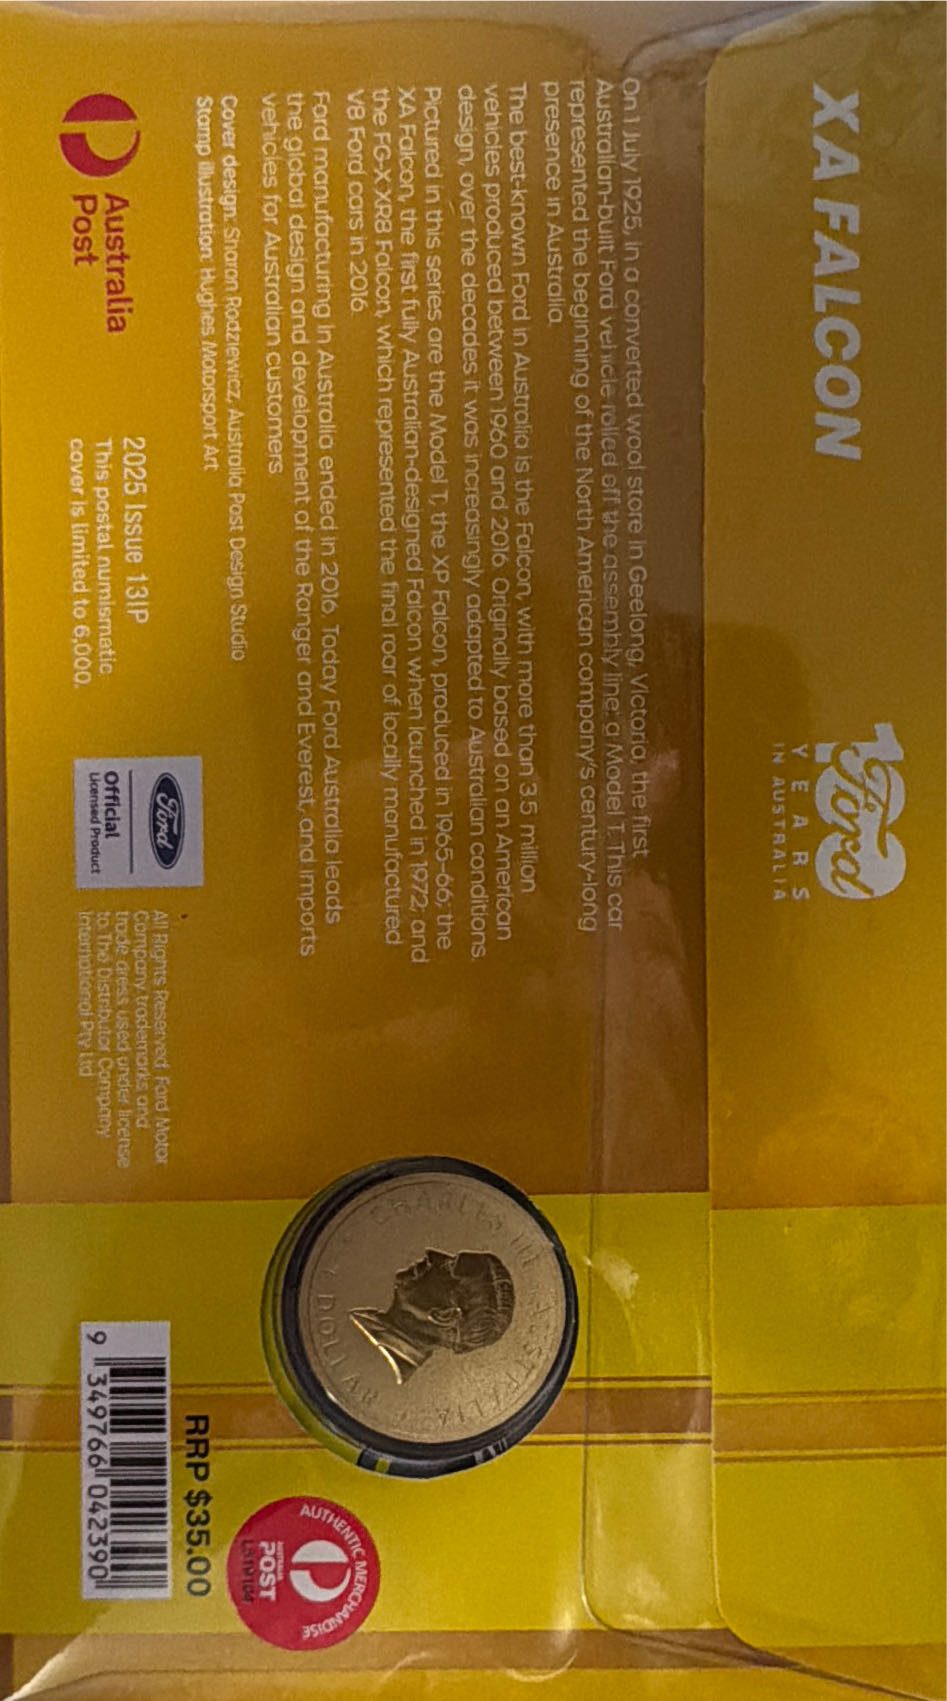 XA FALCON
100
Ford
YEARS
IN AUSTRALIA
On 1 July 1925, in a converted wool store in Geelong, Victoria, the first
Australian-built Ford vehicle rolled off the assembly line: a Model T. This car
represented the beginning of the North American company's century-long
presence in Australia.
The best-known Ford in Australia is the Falcon, with more than 3.5 million
vehicles produced between 1960 and 2016. Originally based on an American
design, over the decades it was increasingly adapted to Australian conditions.
Pictured in this series are the Model T, the XP Falcon, produced in 1965–66, the
XA Falcon, the first fully Australian-designed Falcon when launched in 1972, and
the FG-X XR8 Falcon, which represented the final roar of locally manufactured
V8 Ford cars in 2016.
Ford manufacturing in Australia ended in 2016. Today Ford Australia leads
the global design and development of the Ranger and Everest, and imports
vehicles for Australian customers
Cover design: Sharon Rodziewicz, Australia Post Design Studio
Stamp illustration: Hughes Motorsport Art
Australia
Post
2025 Issue 131P
This postal numismatic
cover is limited to 6,000.
Ford
Official
Licensed Product
All Rights Reserved. Ford Motor
Company trademarks and
trade dress used under license
to The Distributor Company
International Pty Ltd
CHARLES III AUSTRALIA
1 DOLLAR
RRP $35.00
9 349766 042390
AUTHENTIC MERCHANDISE
AUSTRALIA
POST